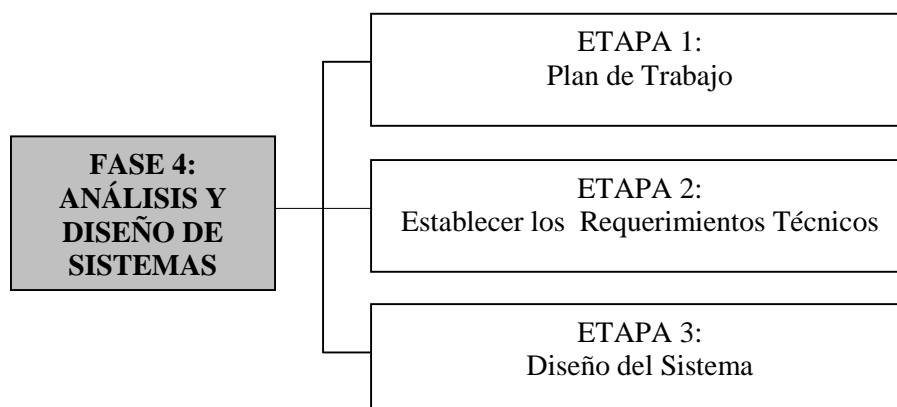 FASE 4:
ANÁLISIS Y
DISEÑO DE
SISTEMAS
ETAPA 1:
Plan de Trabajo
ETAPA 2:
Establecer los Requerimientos Técnicos
ETAPA 3:
Diseño del Sistema